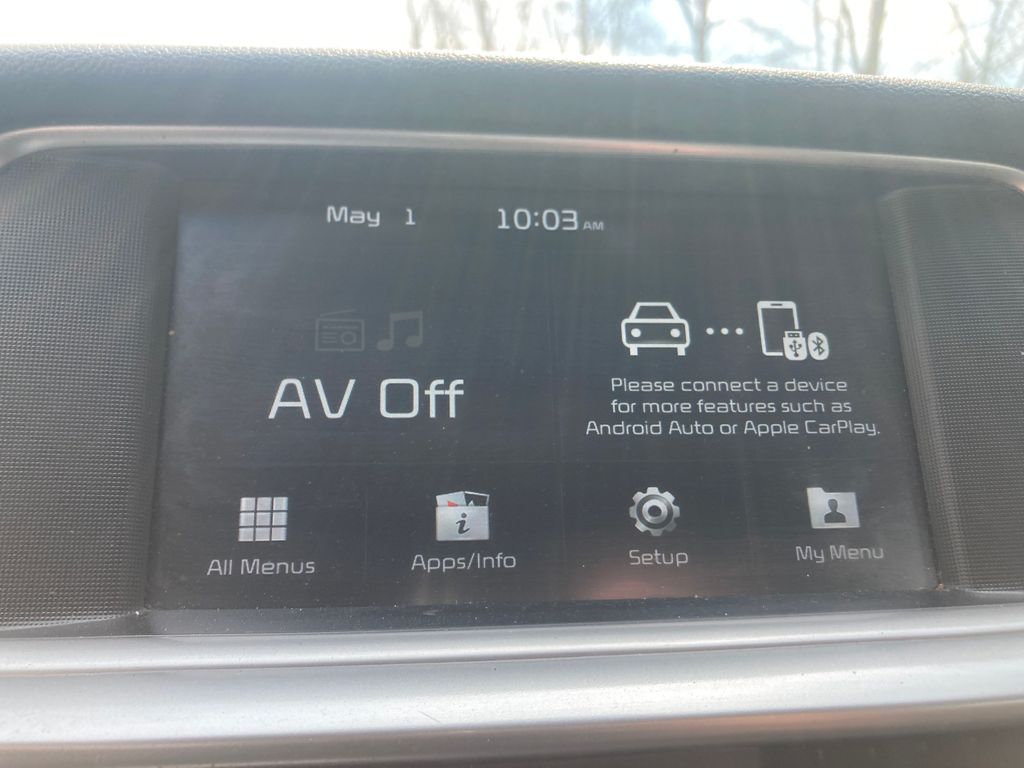 May 1 10:03 AM
AV Off
Please connect a device
for more features such as
Android Auto or Apple CarPlay.
All Menus
Apps/Info
Setup
My Menu